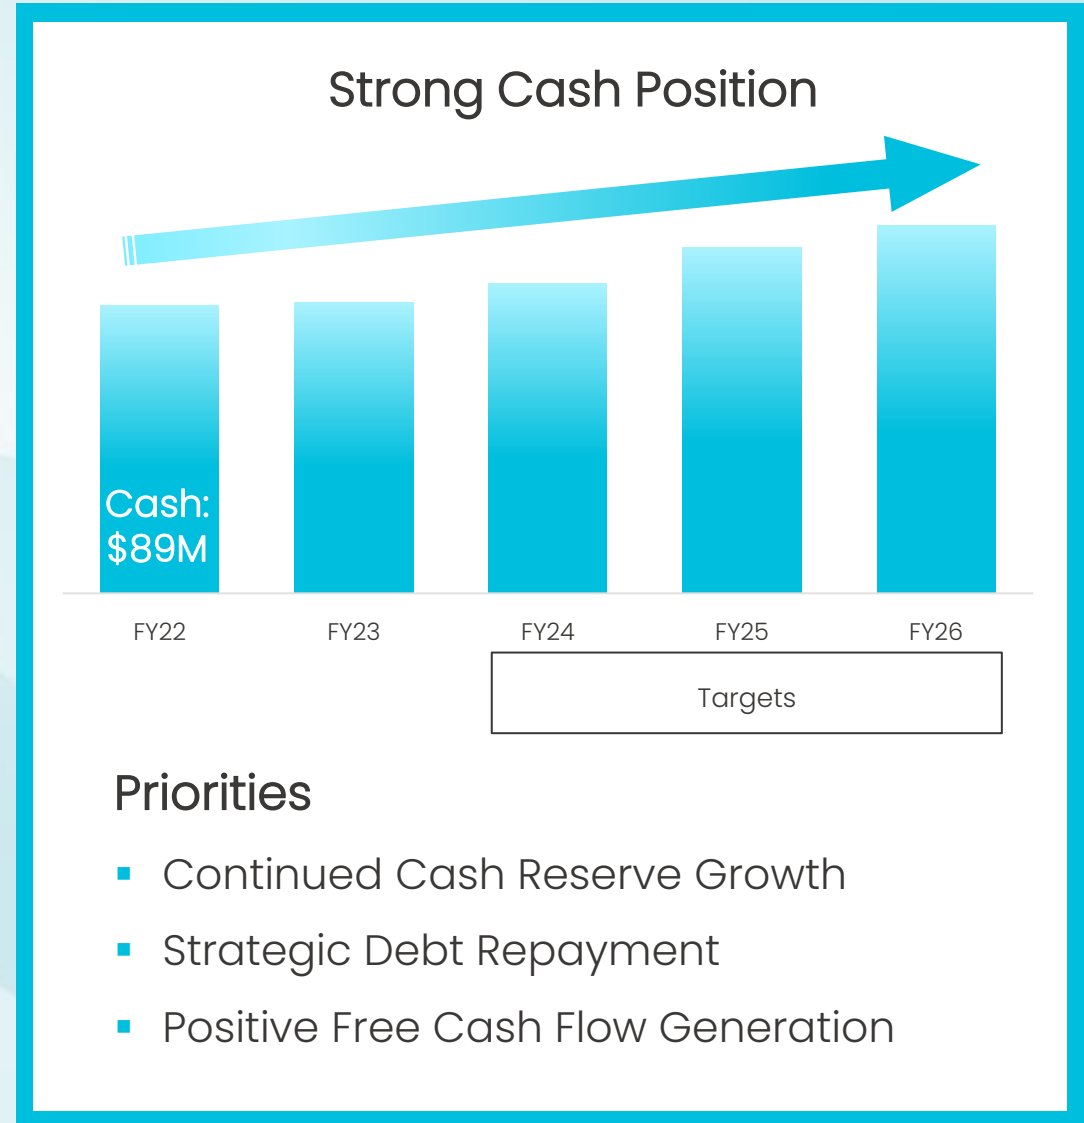 Strong Cash Position
Cash:
$89M
FY22 FY23 FY24 FY25 FY26
Targets
Priorities
▪ Continued Cash Reserve Growth
▪ Strategic Debt Repayment
▪ Positive Free Cash Flow Generation